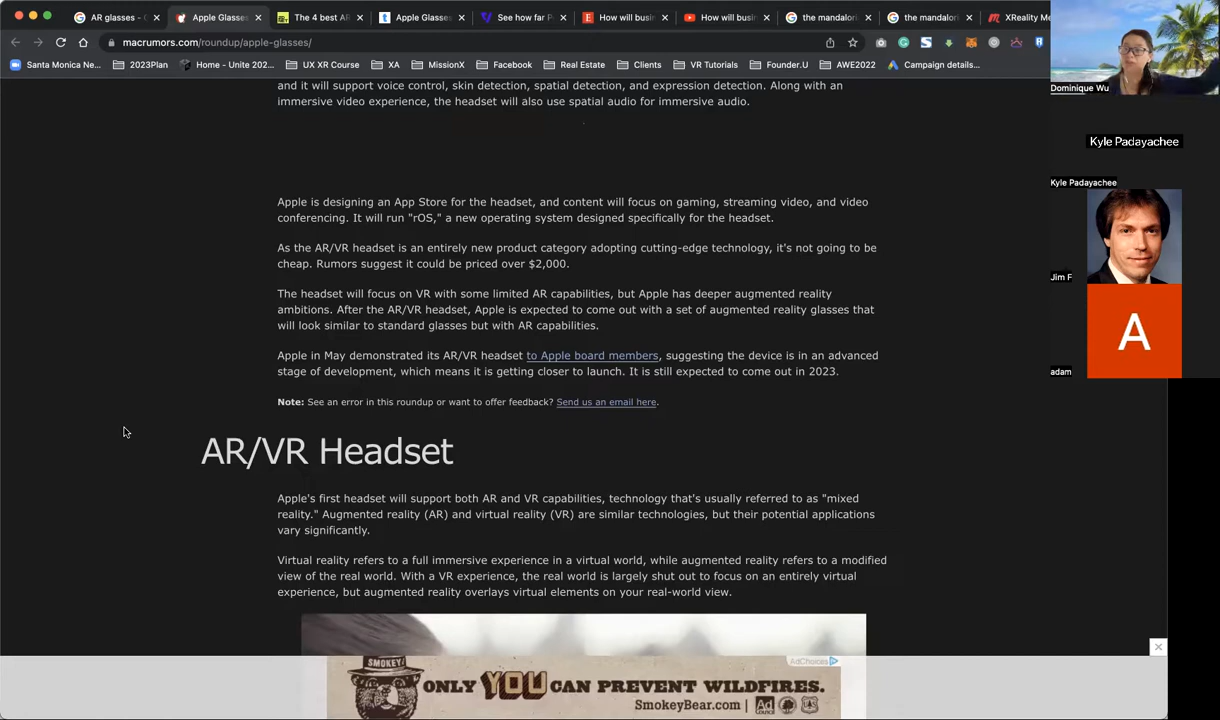 AR glasses - G
Apple Glasses
The 4 best AR
Apple Glasses
See how far P
How will busin
How will busin
the mandalori
the mandalori
XReality Me
macrumors.com/roundup/apple-glasses/
Santa Monica Ne...
2023Plan
Home - Unite 202...
UX XR Course
XA
MissionX
Facebook
Real Estate
Clients
VR Tutorials
Founder.U
AWE2022
Campaign details...
and it will support voice control, skin detection, spatial detection, and expression detection. Along with an
immersive video experience, the headset will also use spatial audio for immersive audio.
Apple is designing an App Store for the headset, and content will focus on gaming, streaming video, and video
conferencing. It will run "rOS," a new operating system designed specifically for the headset.
As the AR/VR headset is an entirely new product category adopting cutting-edge technology, it's not going to be
cheap. Rumors suggest it could be priced over $2,000.
The headset will focus on VR with some limited AR capabilities, but Apple has deeper augmented reality
ambitions. After the AR/VR headset, Apple is expected to come out with a set of augmented reality glasses that
will look similar to standard glasses but with AR capabilities.
Apple in May demonstrated its AR/VR headset to Apple board members, suggesting the device is in an advanced
stage of development, which means it is getting closer to launch. It is still expected to come out in 2023.
Note: See an error in this roundup or want to offer feedback? Send us an email here.
AR/VR Headset
Apple's first headset will support both AR and VR capabilities, technology that's usually referred to as "mixed
reality." Augmented reality (AR) and virtual reality (VR) are similar technologies, but their potential applications
vary significantly.
Virtual reality refers to a full immersive experience in a virtual world, while augmented reality refers to a modified
view of the real world. With a VR experience, the real world is largely shut out to focus on an entirely virtual
experience, but augmented reality overlays virtual elements on your real-world view.
AdChoices
SMOKEY
ONLY YOU CAN PREVENT WILDFIRES.
SmokeyBear.com
Ad
Dominique Wu
Kyle Padayachee
Kyle Padayachee
Jim F
A
adam